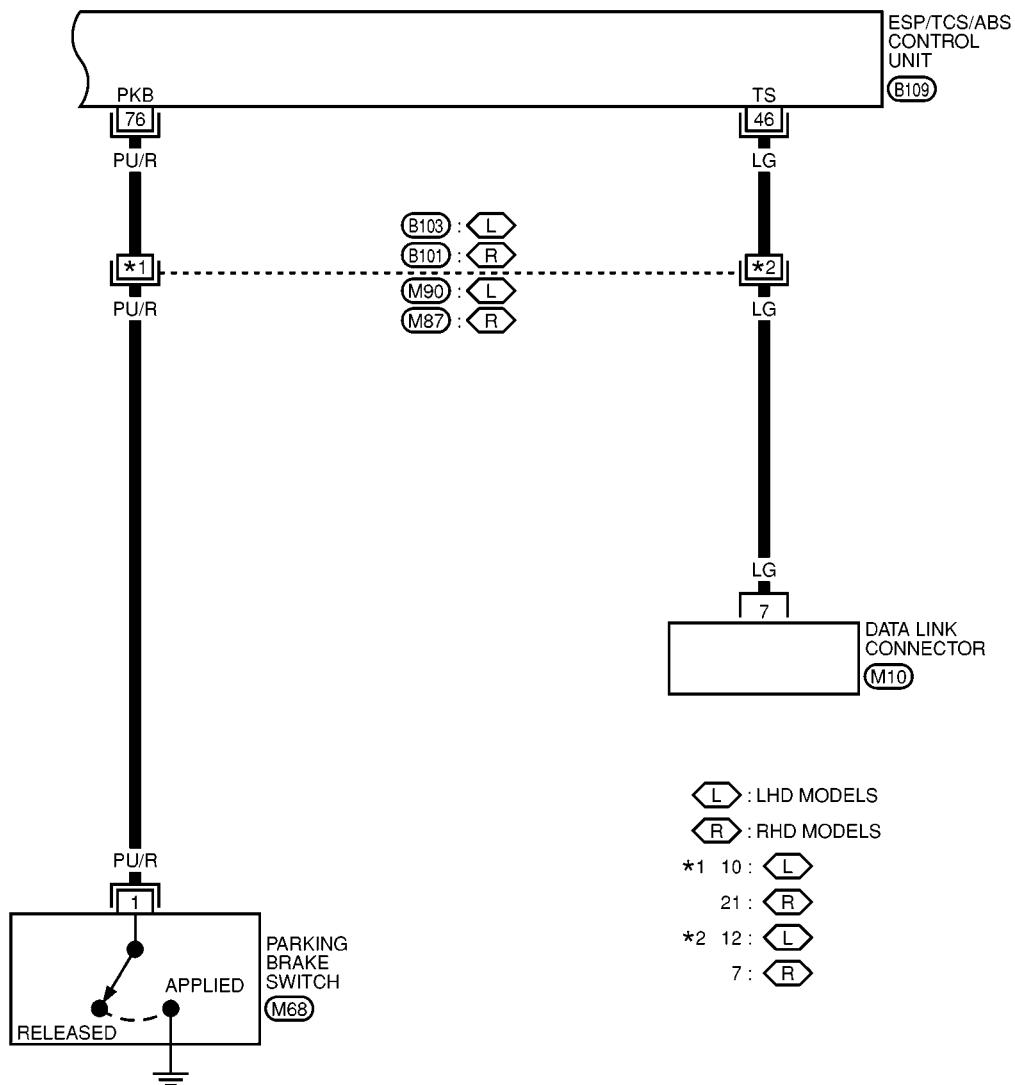 ESP/TCS/ABS
CONTROL
UNIT
B109
PKB
TS
76
46
PU/R
LG
B103 : L
B101 : R
*1
*2
M90 : L
M87 : R
PU/R
LG
LG
7
DATA LINK
CONNECTOR
M10
L : LHD MODELS
R : RHD MODELS
*1 10 : L
21 : R
*2 12 : L
7 : R
PU/R
1
PARKING
BRAKE
SWITCH
M68
APPLIED
RELEASED